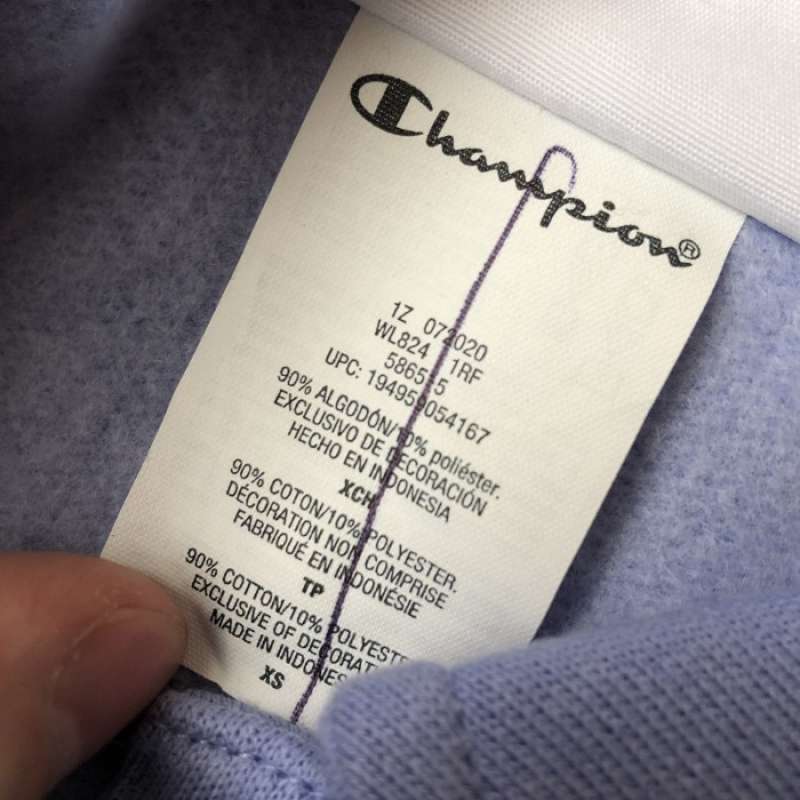 Champion®
1Z 072020
WL824 1RF
UPC:
90% ALGODÓN/10% poliéster.
EXCLUSIVO DE DECORACIÓN
HECHO EN INDONESIA
XCH
90% COTON/10% POLYESTER.
DÉCORATION NON COMPRISE
FABRIQUÉ EN INDONÉSIE
TP
90% COTTON/10% POLYESTER
EXCLUSIVE OF
MADE IN
XS